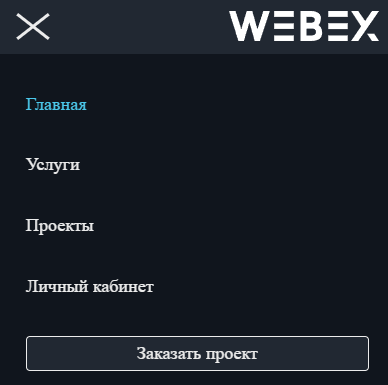 WEBEX
Главная
Услуги
Проекты
Личный кабинет
Заказать проект